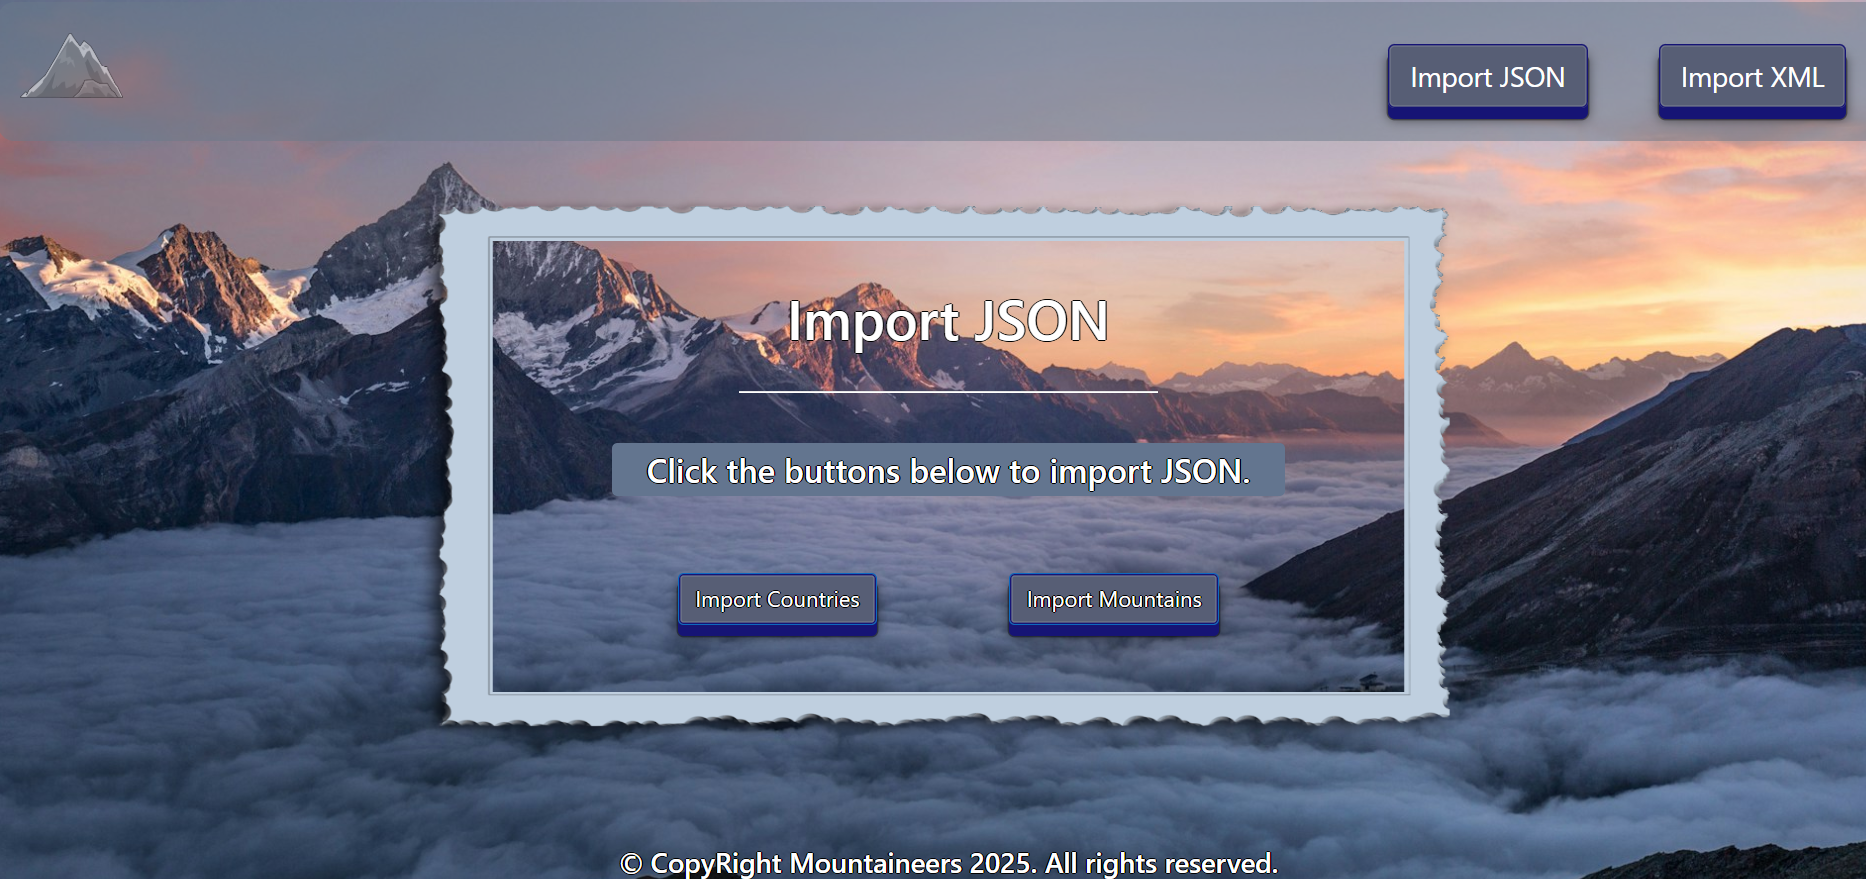 Import JSON
Import XML
Import JSON
Click the buttons below to import JSON.
Import Countries
Import Mountains
© CopyRight Mountaineers 2025. All rights reserved.